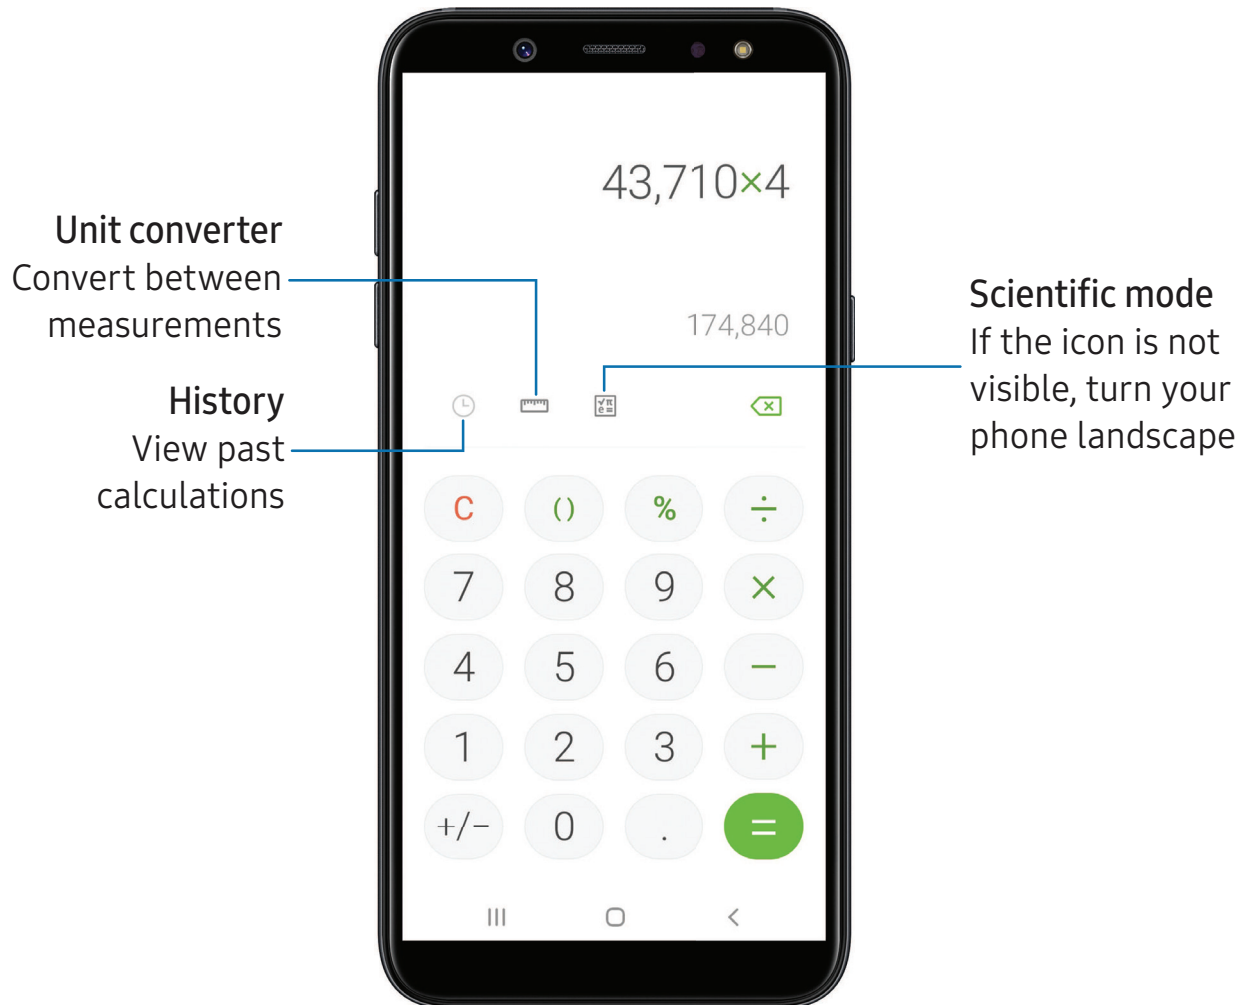 43,710×4
Unit converter
Convert between
measurements
174,840
Scientific mode
If the icon is not
visible, turn your
phone landscape
History
View past
calculations
√π
e =
C
( )
%
÷
7
8
9
×
4
5
6
−
1
2
3
+
+/−
0
.
=